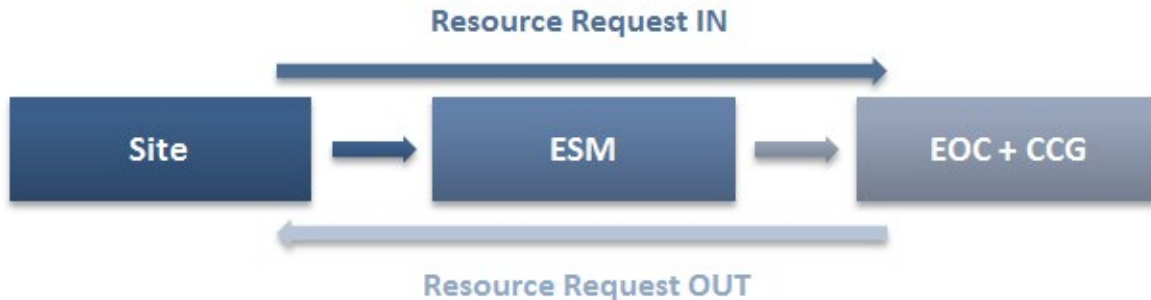 Resource Request IN
Site
ESM
EOC + CCG
Resource Request OUT